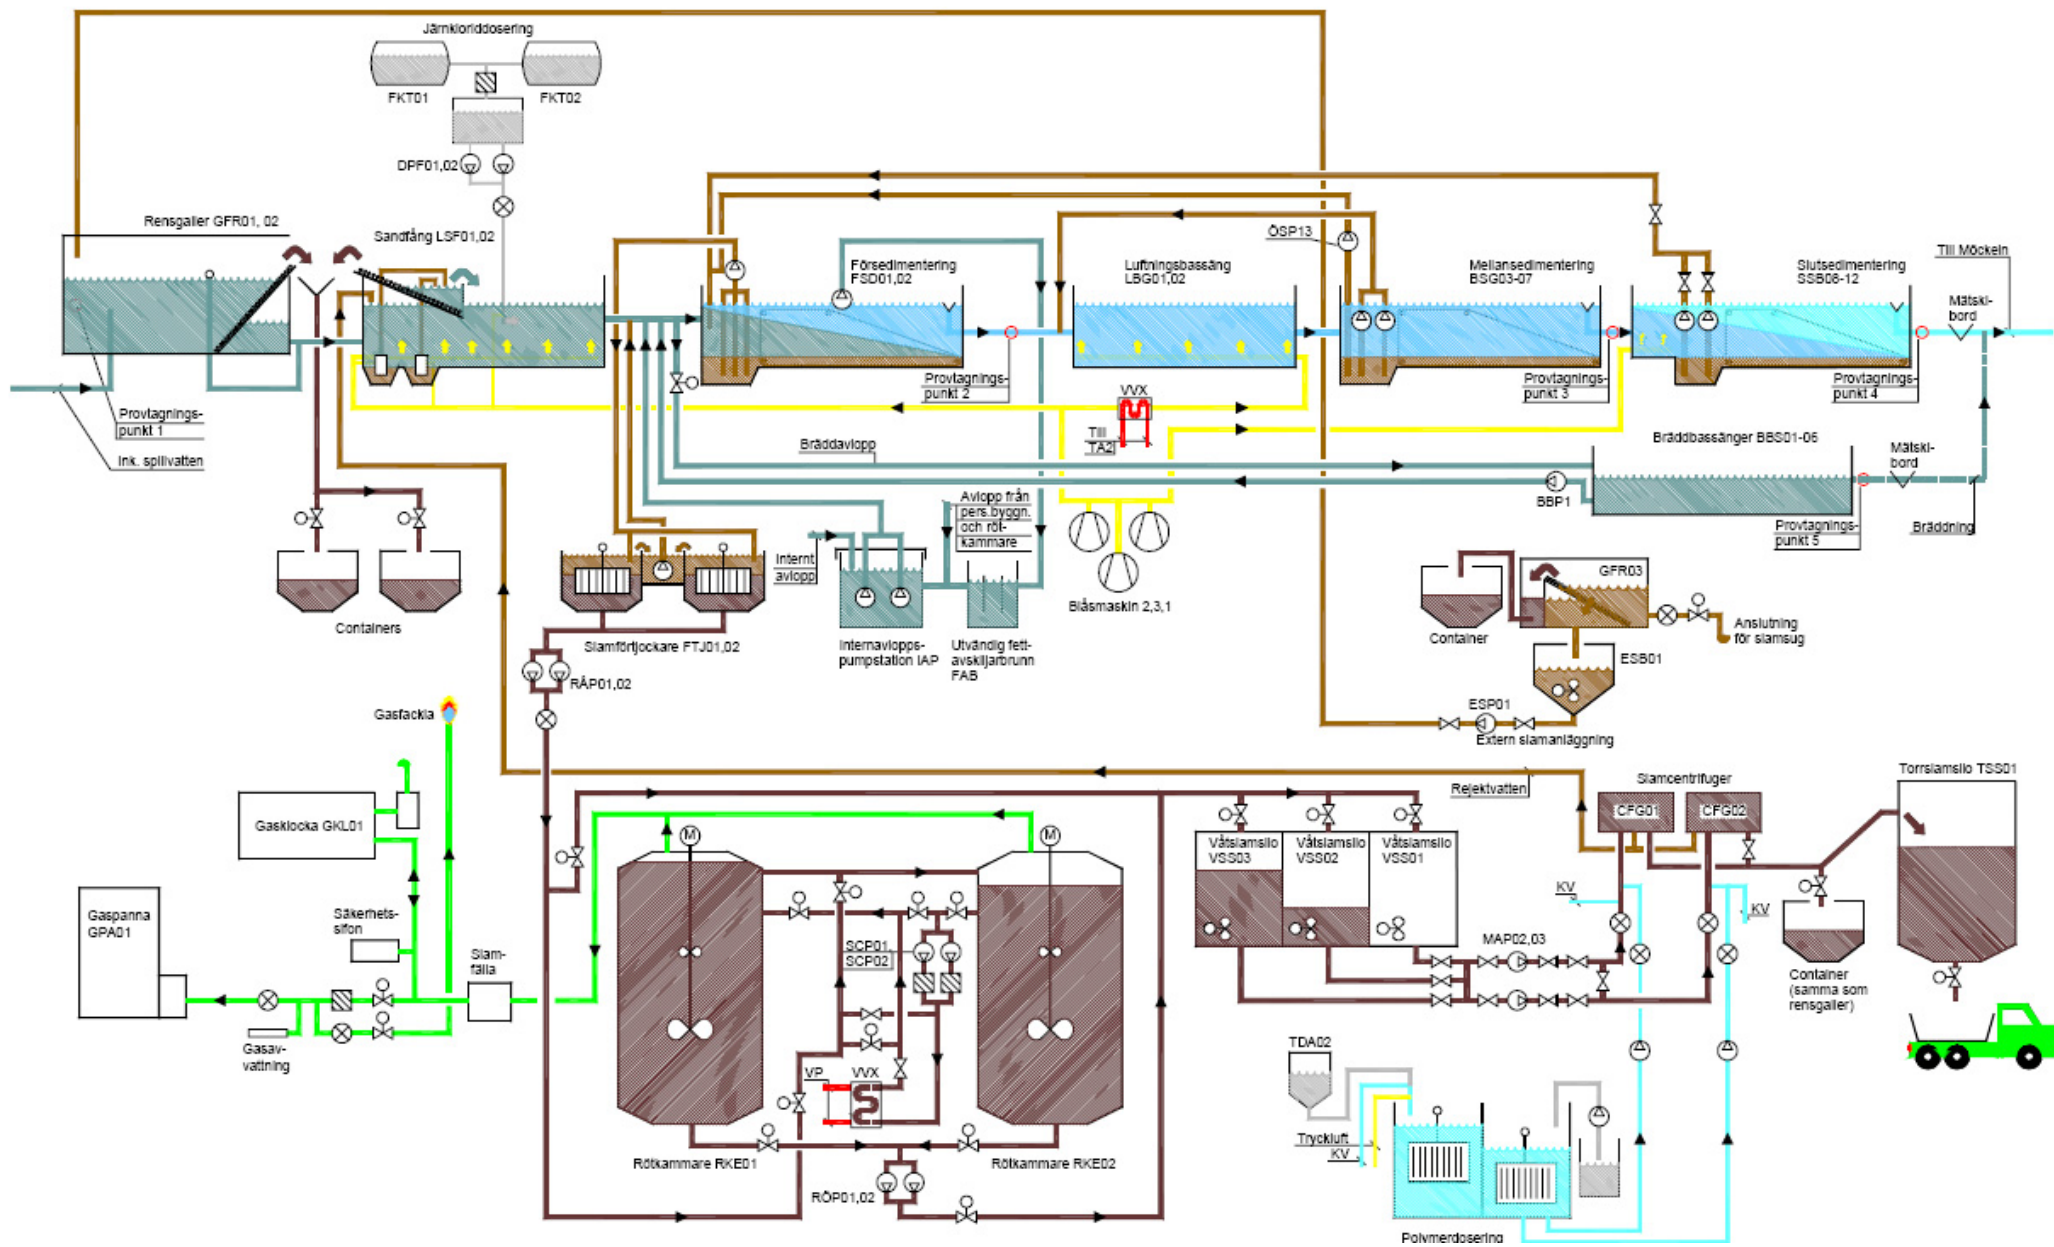 Järnkloriddosering
FKT01
FKT02
DPF01,02
Rensgaller GFR01, 02
Sandfång LSF01,02
ÖSP13
Försedimentering
FSD01,02
Luftningsbassäng
LBG01,02
Mellansedimentering
BSG03-07
Slutsedimentering
SSB08-12
Till Möckeln
Mätski-
bord
Provtagnings-
punkt 1
Ink. spillvatten
Provtagnings-
punkt 2
VVX
Till
TA2
Provtagnings-
punkt 3
Provtagnings-
punkt 4
Bräddavlopp
Bräddbassänger BBS01-06
Mätski-
bord
BBP1
Provtagnings-
punkt 5
Bräddning
Avlopp från
pers.byggn.
och röt-
kammare
Internt
avlopp
Containers
Slamförtjockare FTJ01,02
Internavlopps-
pumpstation IAP
Utvändig fett-
avskiljarbrunn
FAB
Blåsmaskin 2,3,1
GFR03
Container
Anslutning
för slamsug
ESB01
RÅP01,02
ESP01
Extern slamanläggning
Gasfackla
Gasklocka GKL01
Rejektvatten
Slamcentrifuger
CFG01
CFG02
Torrslamsilo TSS01
Våtslamsilo
VSS03
Våtslamsilo
VSS02
Våtslamsilo
VSS01
M
M
KV
KV
Gaspanna
GPA01
Säkerhets-
sifon
Slam-
fälla
SCP01,
SCP02
MAP02,03
Container
(samma som
rensgaller)
Gasav-
vattning
VP
VVX
TDA02
Tryckluft
KV
Rötkammare RKE01
Rötkammare RKE02
RÖP01,02
Polymerdosering